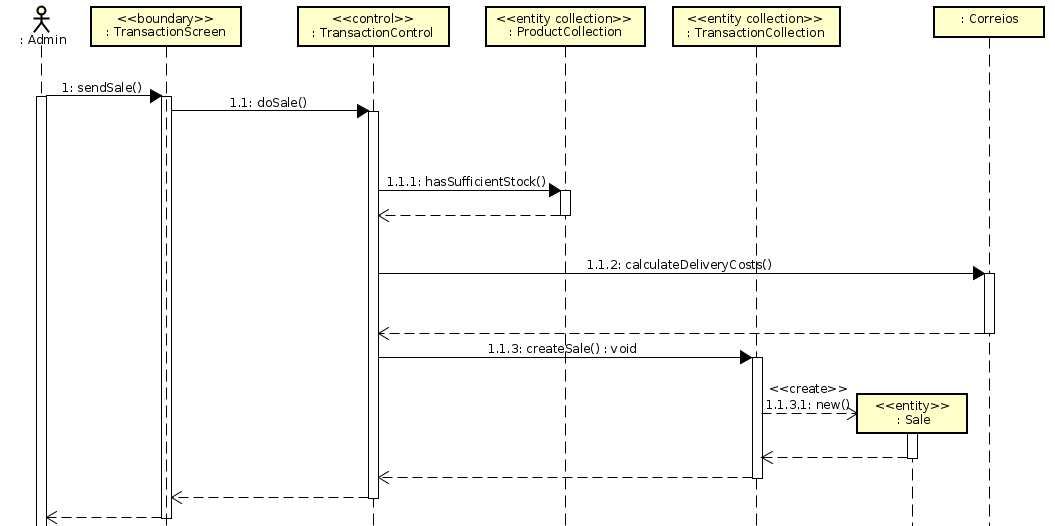 : Admin
<<boundary>>
: TransactionScreen
<<control>>
: TransactionControl
<<entity collection>>
: ProductCollection
<<entity collection>>
: TransactionCollection
: Correios
1: sendSale()
1.1: doSale()
1.1.1: hasSufficientStock()
1.1.2: calculateDeliveryCosts()
1.1.3: createSale() : void
<<create>>
1.1.3.1: new()
<<entity>>
: Sale